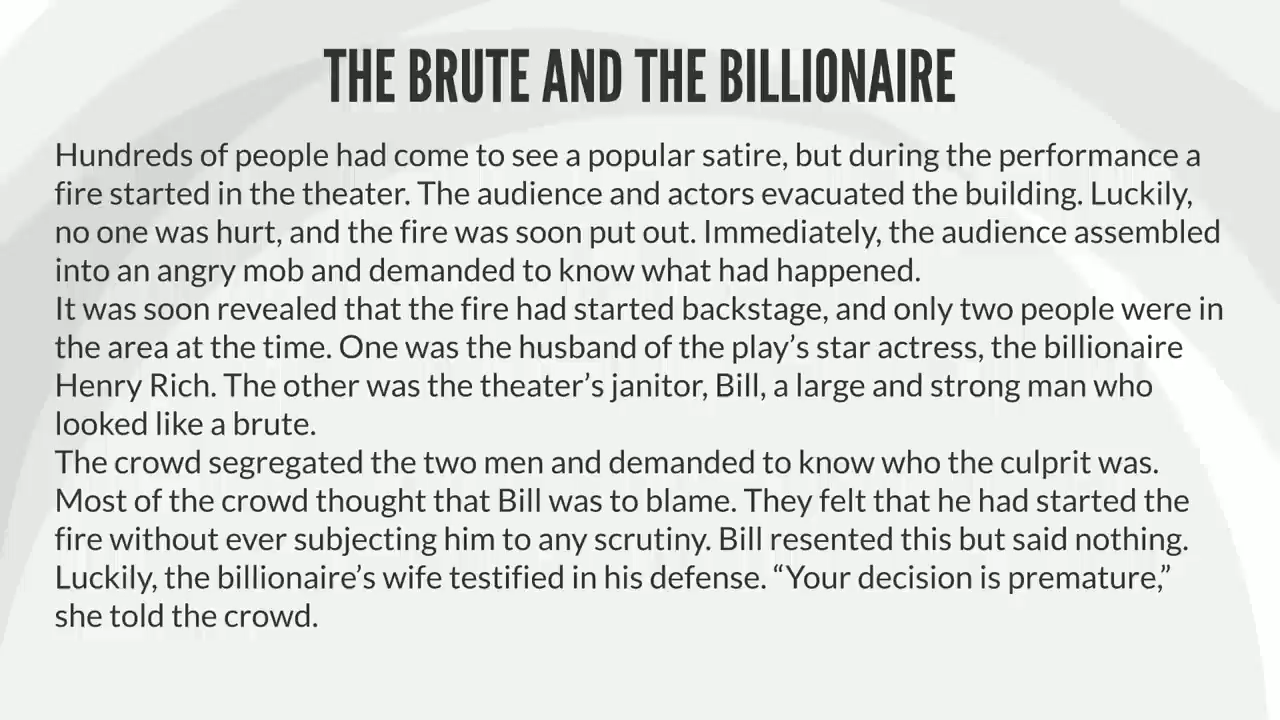 THE BRUTE AND THE BILLIONAIRE
Hundreds of people had come to see a popular satire, but during the performance a
fire started in the theater. The audience and actors evacuated the building. Luckily,
no one was hurt, and the fire was soon put out. Immediately, the audience assembled
into an angry mob and demanded to know what had happened.
It was soon revealed that the fire had started backstage, and only two people were in
the area at the time. One was the husband of the play’s star actress, the billionaire
Henry Rich. The other was the theater’s janitor, Bill, a large and strong man who
looked like a brute.
The crowd segregated the two men and demanded to know who the culprit was.
Most of the crowd thought that Bill was to blame. They felt that he had started the
fire without ever subjecting him to any scrutiny. Bill resented this but said nothing.
Luckily, the billionaire’s wife testified in his defense. “Your decision is premature,”
she told the crowd.